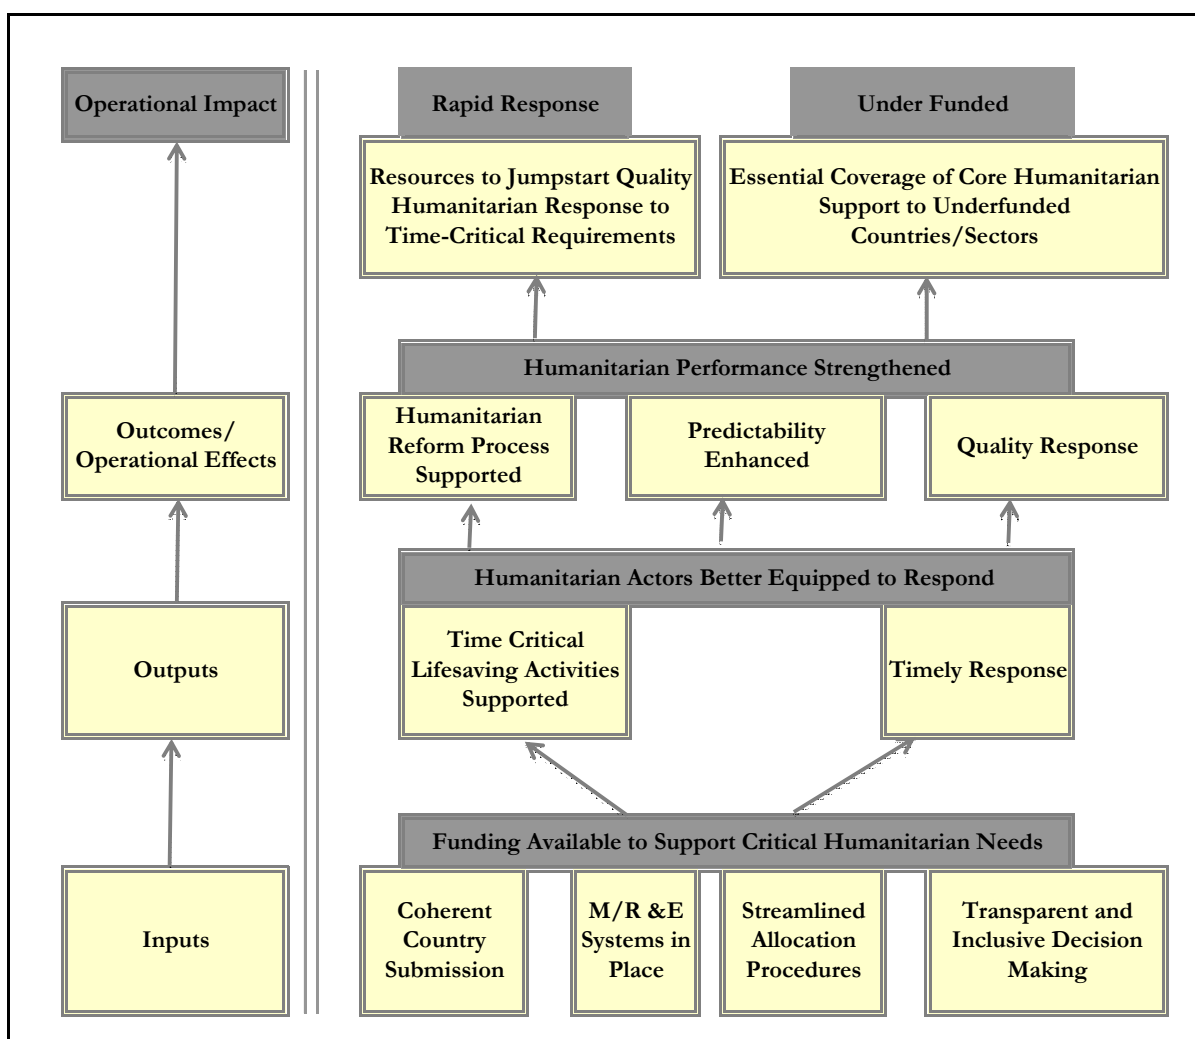 Operational Impact
Rapid Response
Under Funded
Resources to Jumpstart Quality
Humanitarian Response to
Time-Critical Requirements
Essential Coverage of Core Humanitarian
Support to Underfunded
Countries/Sectors
Humanitarian Performance Strengthened
Outcomes/
Operational Effects
Humanitarian
Reform Process
Supported
Predictability
Enhanced
Quality Response
Humanitarian Actors Better Equipped to Respond
Outputs
Time Critical
Lifesaving Activities
Supported
Timely Response
Funding Available to Support Critical Humanitarian Needs
Inputs
Coherent
Country
Submission
M/R &E
Systems in
Place
Streamlined
Allocation
Procedures
Transparent and
Inclusive Decision
Making